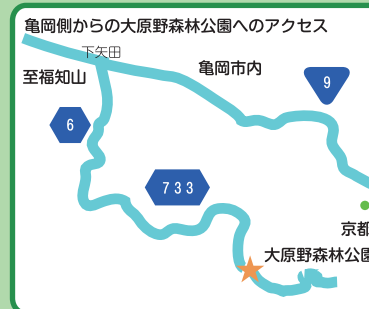 亀岡側からの大原野森林公園へのアクセス
下矢田
至福知山
亀岡市内
9
6
733
京都
大原野森林公園